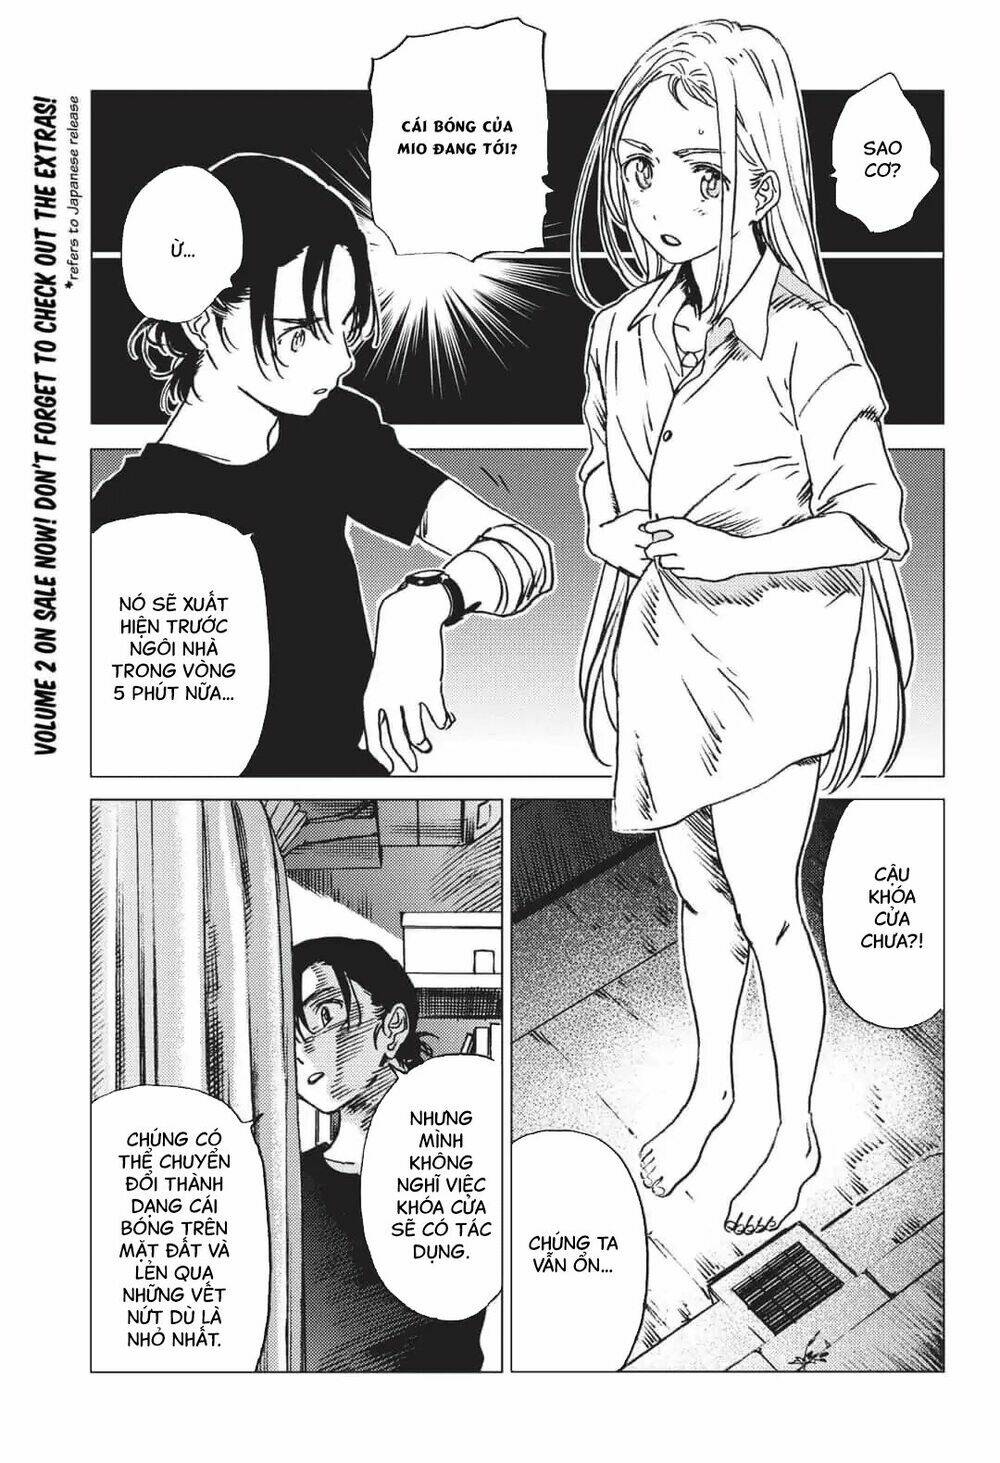 VOLUME 2 ON SALE NOW! DON'T FORGET TO CHECK OUT THE EXTRAS!
*refers to Japanese release
SAO
CƠ?
CÁI BÓNG CỦA
MIO ĐANG TỚI?
Ừ...
NÓ SẼ XUẤT
HIỆN TRƯỚC
NGÔI NHÀ
TRONG VÒNG
5 PHÚT NỮA...
CẬU
KHÓA
CỬA
CHƯA?!
CHÚNG TA
VẪN ỔN...
NHƯNG
MÌNH
KHÔNG
NGHĨ VIỆC
KHÓA CỬA
SẼ CÓ TÁC
DỤNG.
CHÚNG CÓ
THỂ CHUYỂN
ĐỔI THÀNH
DẠNG CÁI
BÓNG TRÊN
MẶT ĐẤT VÀ
LẺN QUA
NHỮNG VẾT
NỨT DÙ LÀ
NHỎ NHẤT.